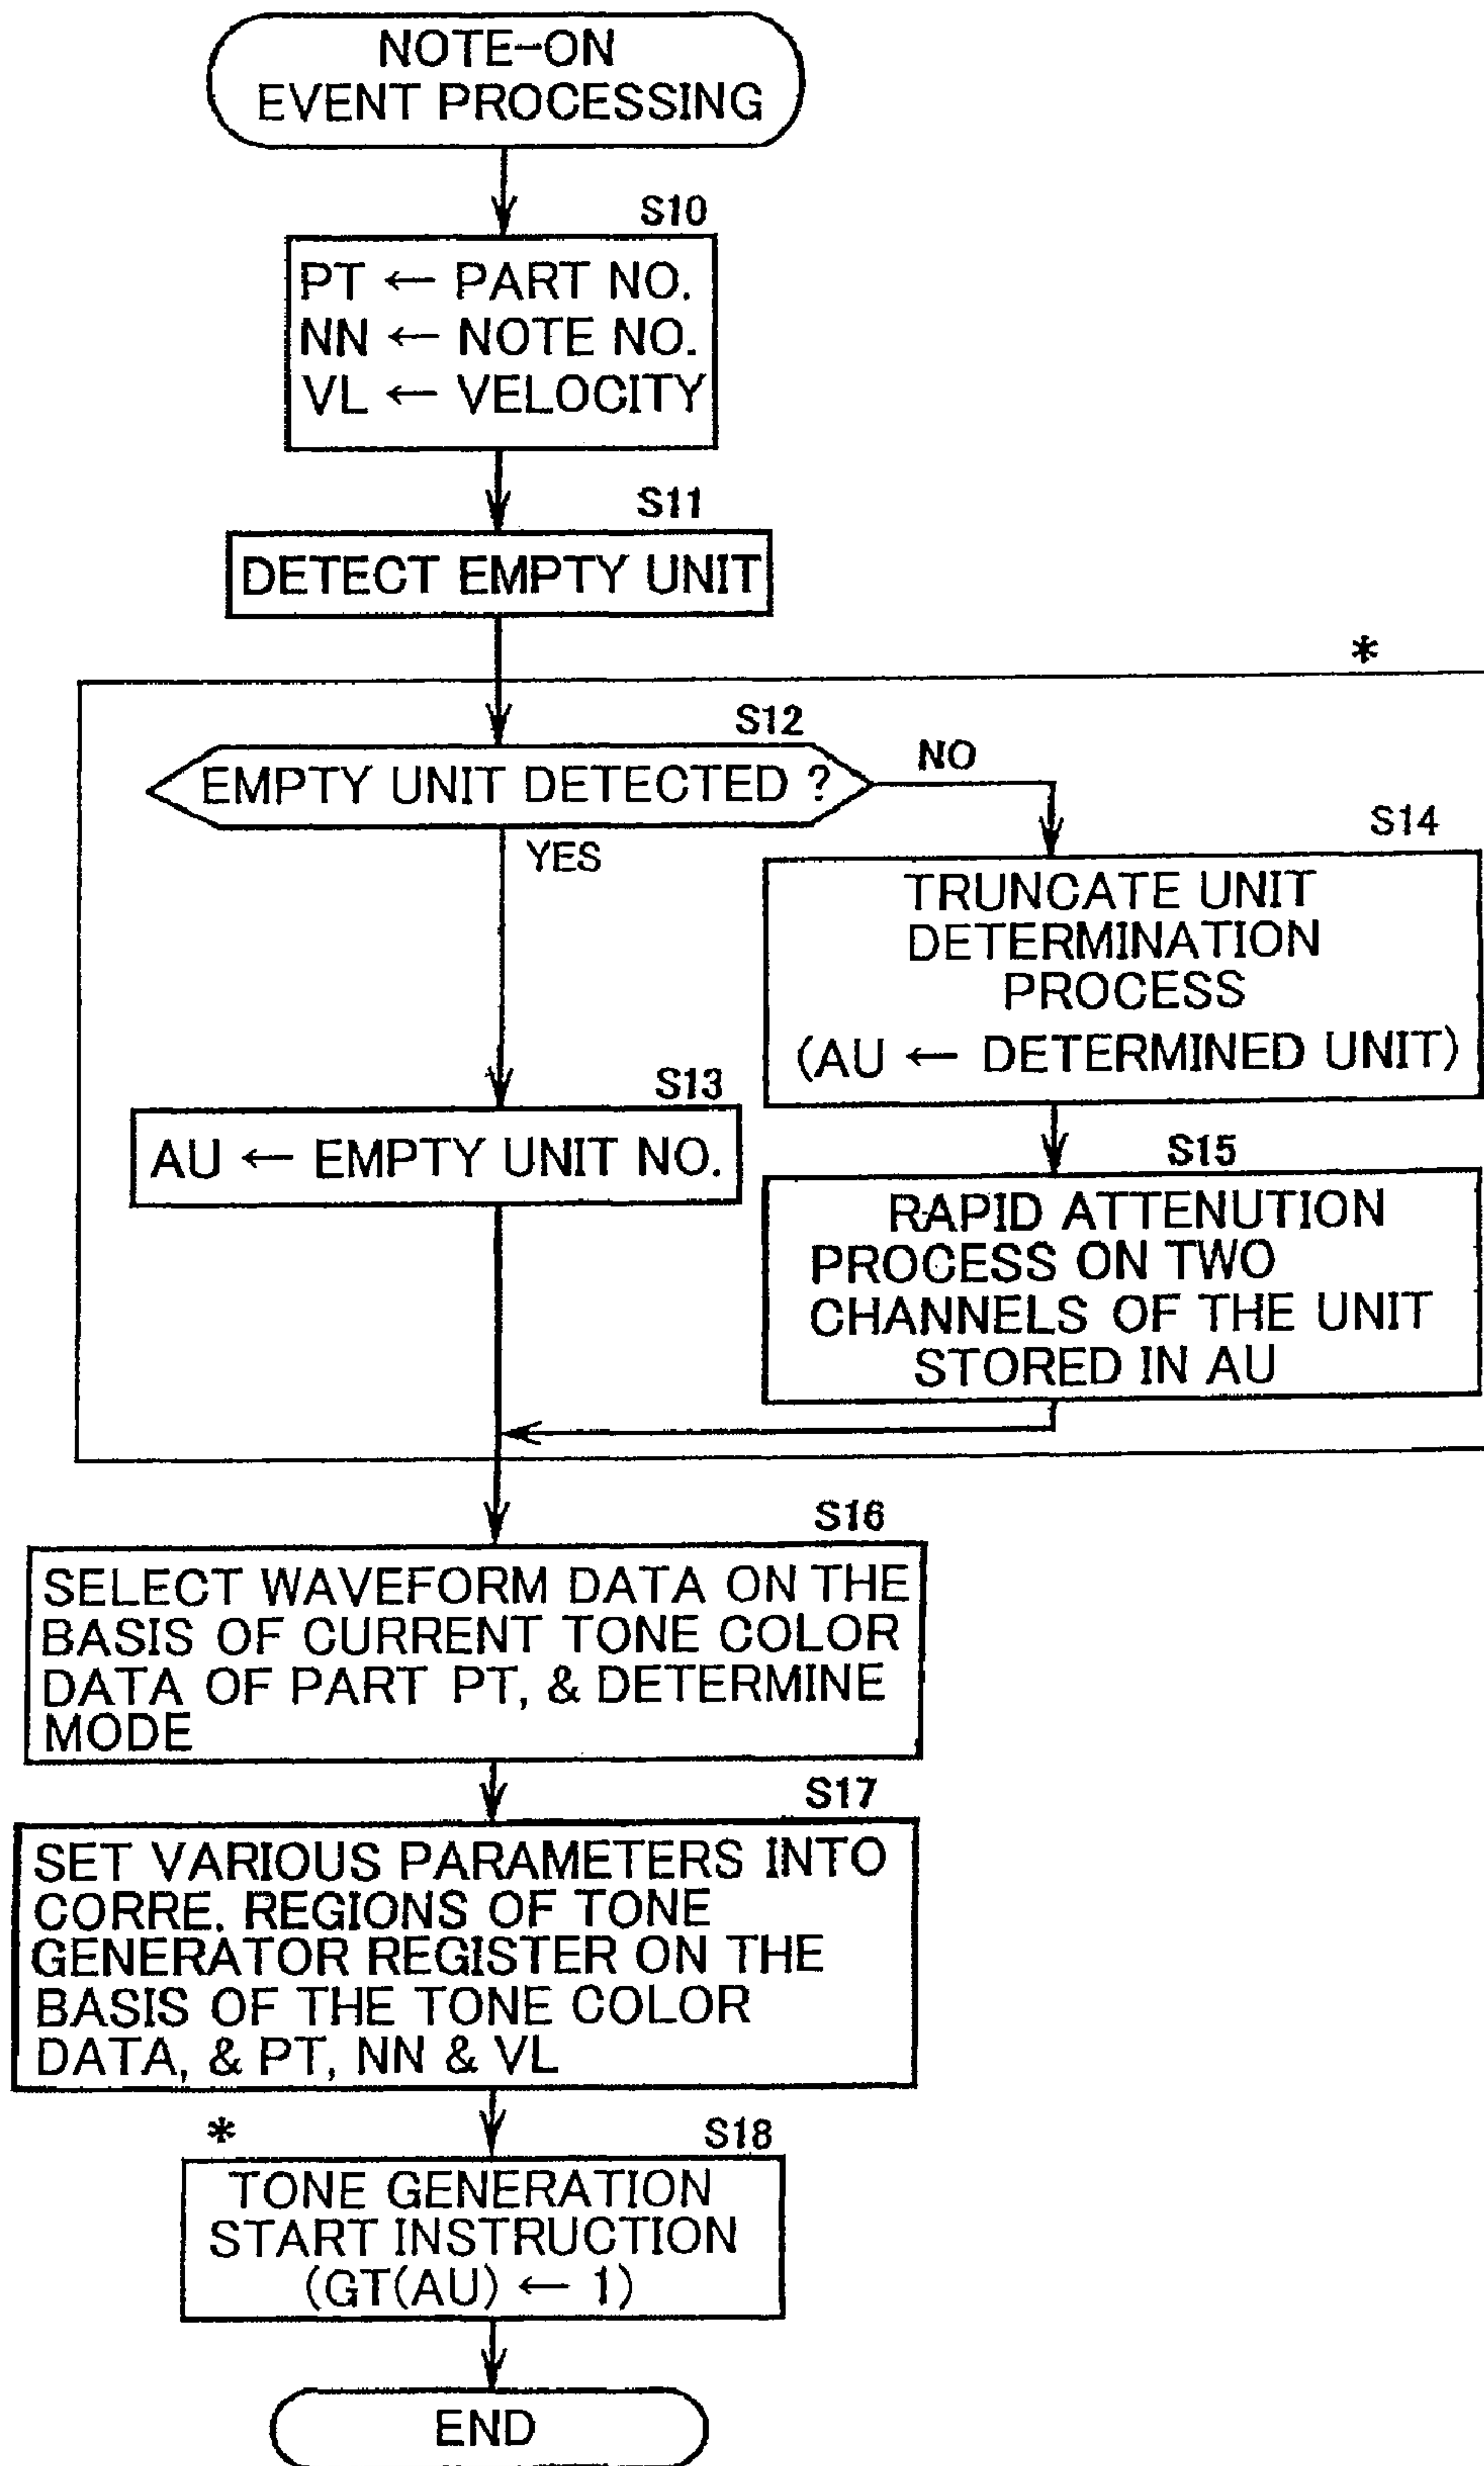 NOTE-ON
EVENT PROCESSING
S10
PT ← PART NO.
NN ← NOTE NO.
VL ← VELOCITY
S11
DETECT EMPTY UNIT
*
S12
EMPTY UNIT DETECTED ?
NO
YES
S14
TRUNCATE UNIT
DETERMINATION
PROCESS
(AU ← DETERMINED UNIT)
S13
AU ← EMPTY UNIT NO.
S15
RAPID ATTENUTION
PROCESS ON TWO
CHANNELS OF THE UNIT
STORED IN AU
S16
SELECT WAVEFORM DATA ON THE
BASIS OF CURRENT TONE COLOR
DATA OF PART PT, & DETERMINE
MODE
S17
SET VARIOUS PARAMETERS INTO
CORRE. REGIONS OF TONE
GENERATOR REGISTER ON THE
BASIS OF THE TONE COLOR
DATA, & PT, NN & VL
*
S18
TONE GENERATION
START INSTRUCTION
(GT(AU) ← 1)
END